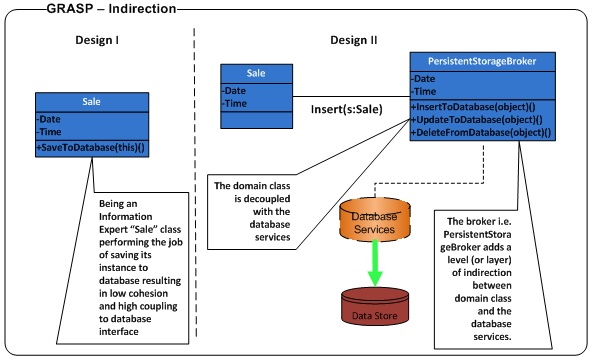 GRASP – Indirection
Design I
Sale
-Date
-Time
+SaveToDatabase(this)()
Being an
Information
Expert “Sale” class
performing the job
of saving its
instance to
database resulting
in low cohesion
and high coupling
to database
interface
Design II
Sale
-Date
-Time
Insert(s:Sale)
PersistentStorageBroker
-Date
-Time
+InsertToDatabase(object)()
+UpdateToDatabase(object)()
+DeleteFromDatabase(object)()
The domain class
is decoupled
with the
database
services
Database
Services
Data Store
The broker i.e.
PersistentStora
geBroker adds a
level (or layer)
of indirection
between
domain class
and the
database
services.